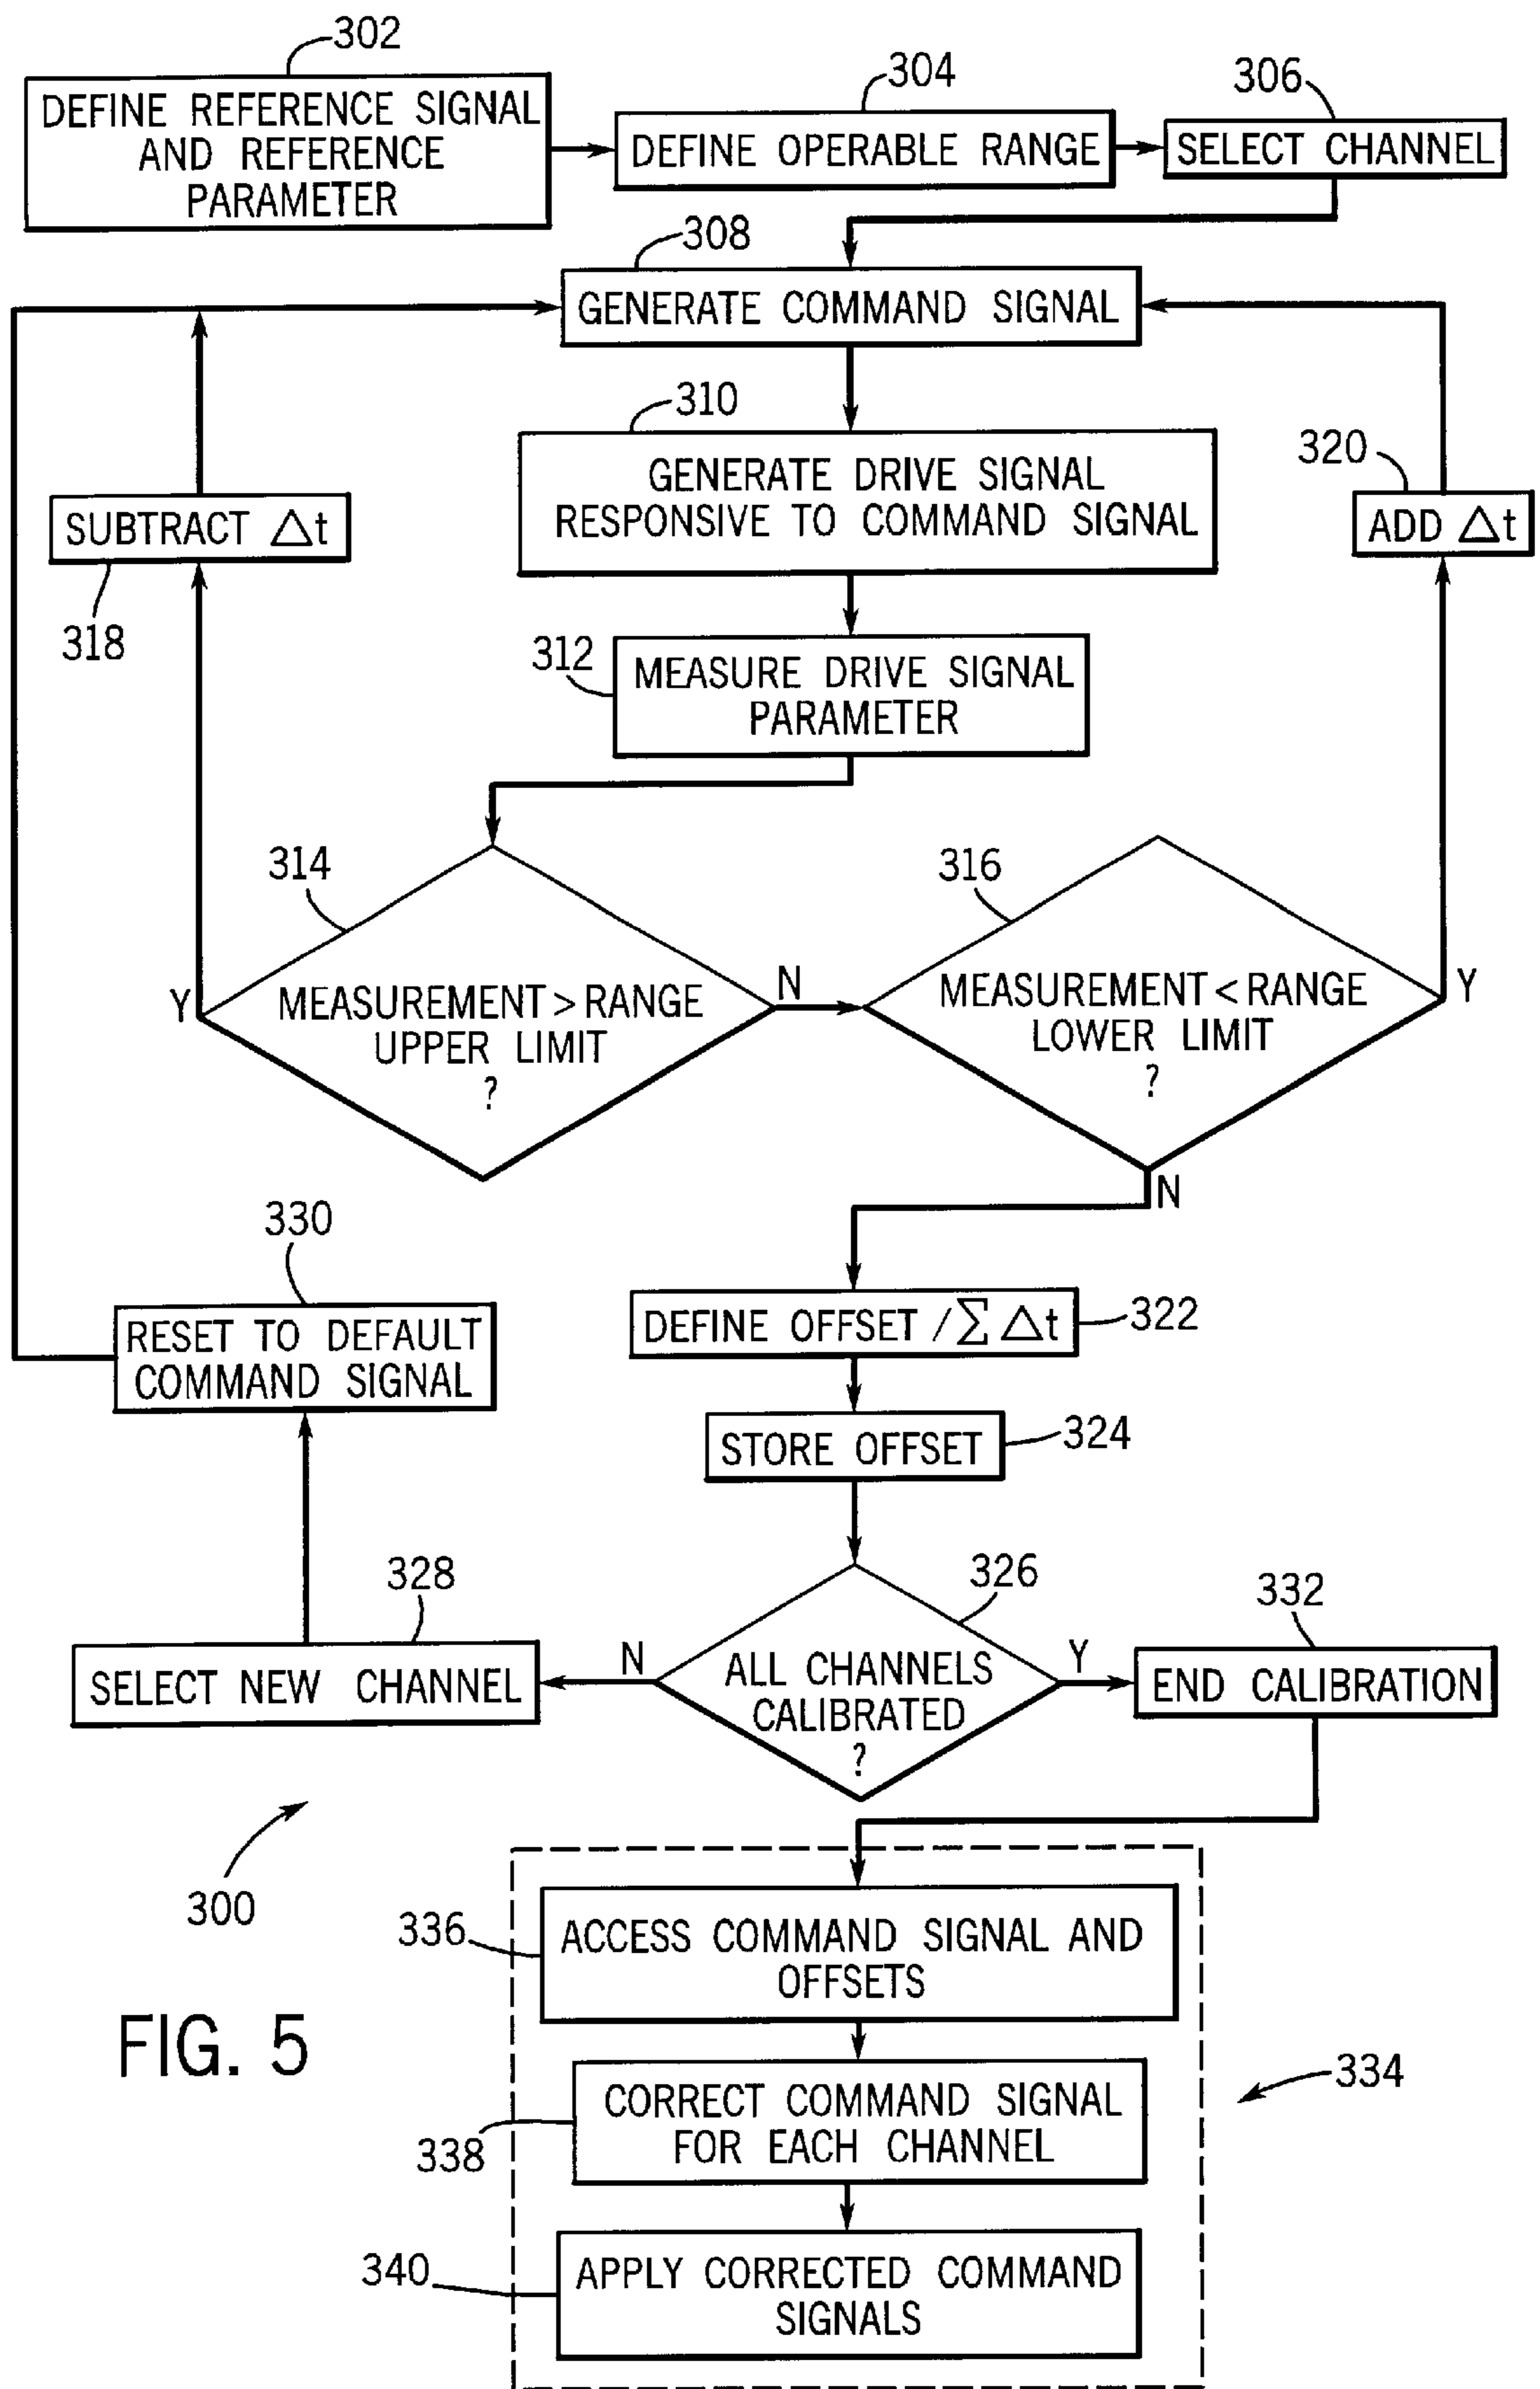 302
DEFINE REFERENCE SIGNAL
AND REFERENCE
PARAMETER
304
DEFINE OPERABLE RANGE
306
SELECT CHANNEL
308
GENERATE COMMAND SIGNAL
310
GENERATE DRIVE SIGNAL
RESPONSIVE TO COMMAND SIGNAL
SUBTRACT △t
318
320
ADD △t
312
MEASURE DRIVE SIGNAL
PARAMETER
314
MEASUREMENT > RANGE
UPPER LIMIT
?
Y
N
316
MEASUREMENT < RANGE
LOWER LIMIT
?
Y
N
330
RESET TO DEFAULT
COMMAND SIGNAL
DEFINE OFFSET / ∑ △t
322
STORE OFFSET
324
328
SELECT NEW CHANNEL
N
326
ALL CHANNELS
CALIBRATED
?
Y
332
END CALIBRATION
300
336
ACCESS COMMAND SIGNAL AND
OFFSETS
FIG. 5
334
338
CORRECT COMMAND SIGNAL
FOR EACH CHANNEL
340
APPLY CORRECTED COMMAND
SIGNALS